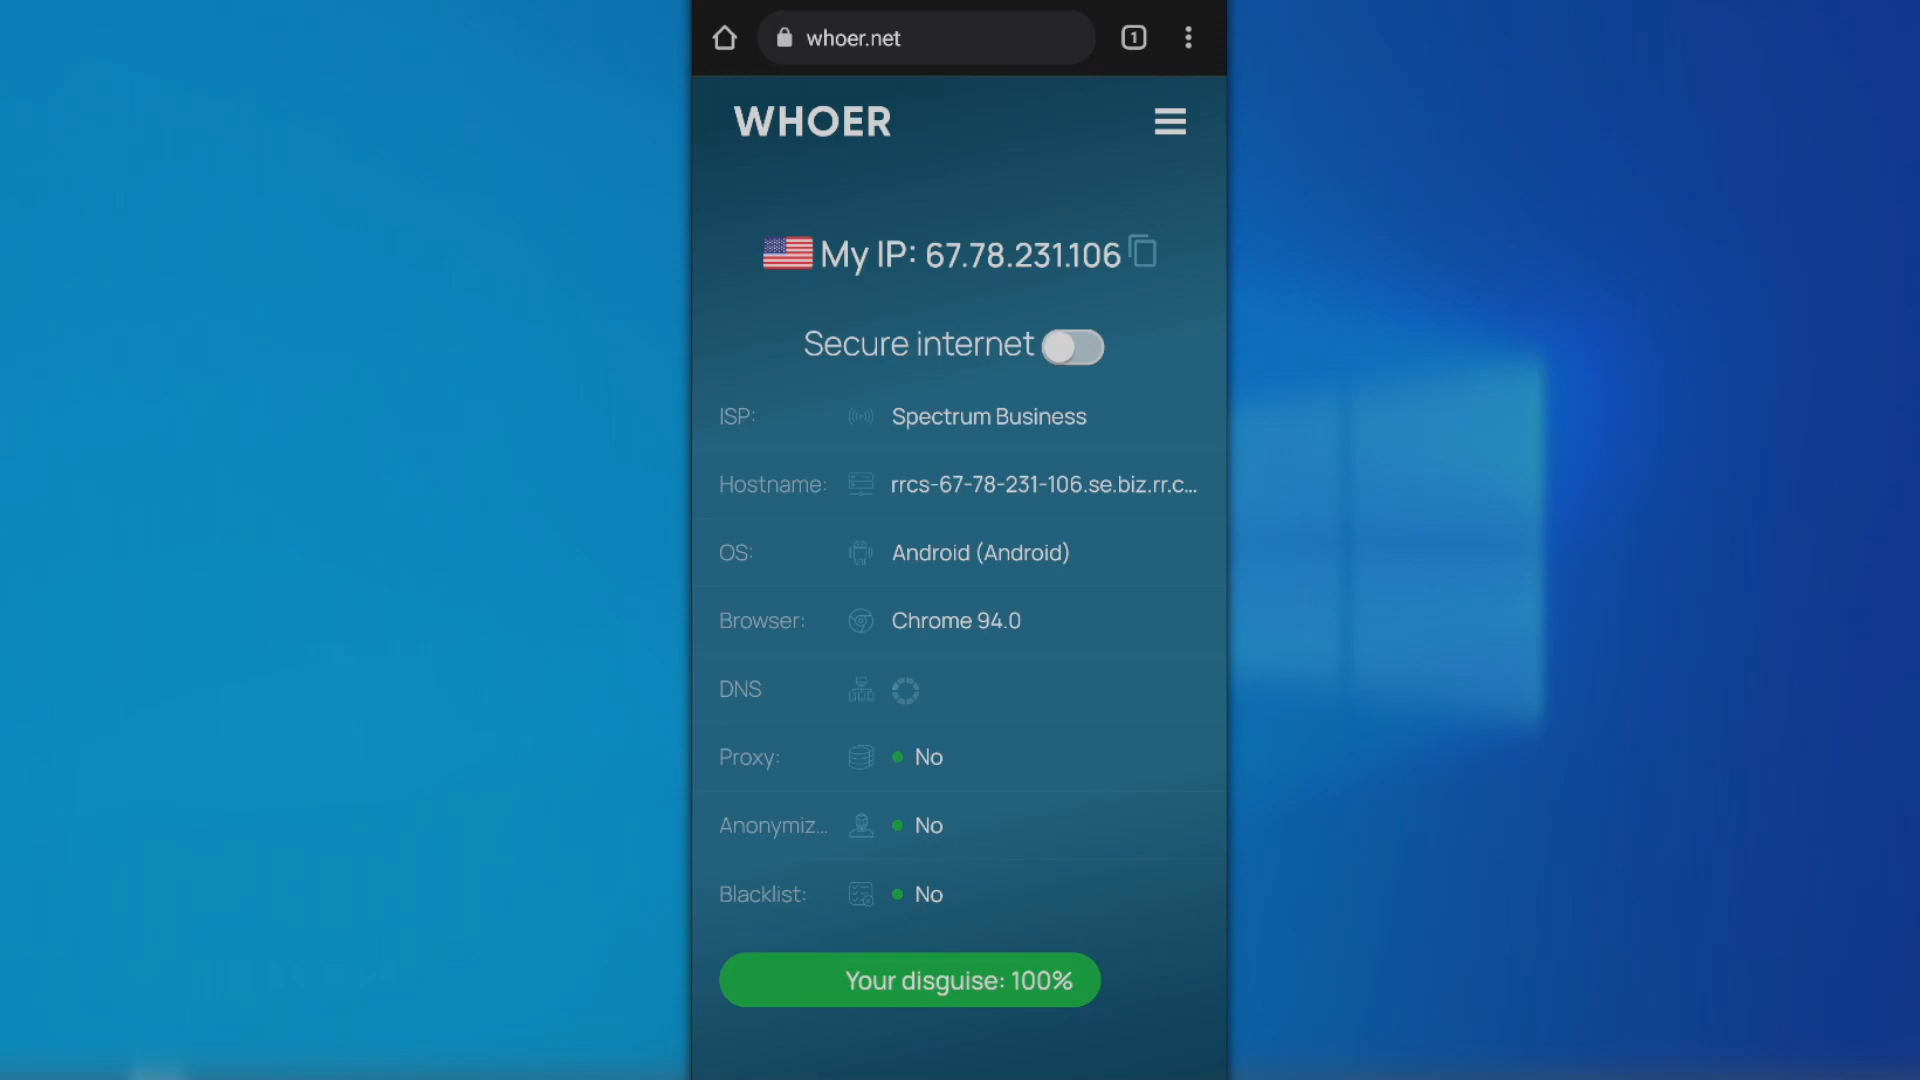 whoer.net
1
WHOER
My IP: 67.78.231.106
Secure internet
ISP: Spectrum Business
Hostname: rrcs-67-78-231-106.se.biz.rr.c...
OS: Android (Android)
Browser: Chrome 94.0
DNS
Proxy: No
Anonymiz... No
Blacklist: No
Your disguise: 100%